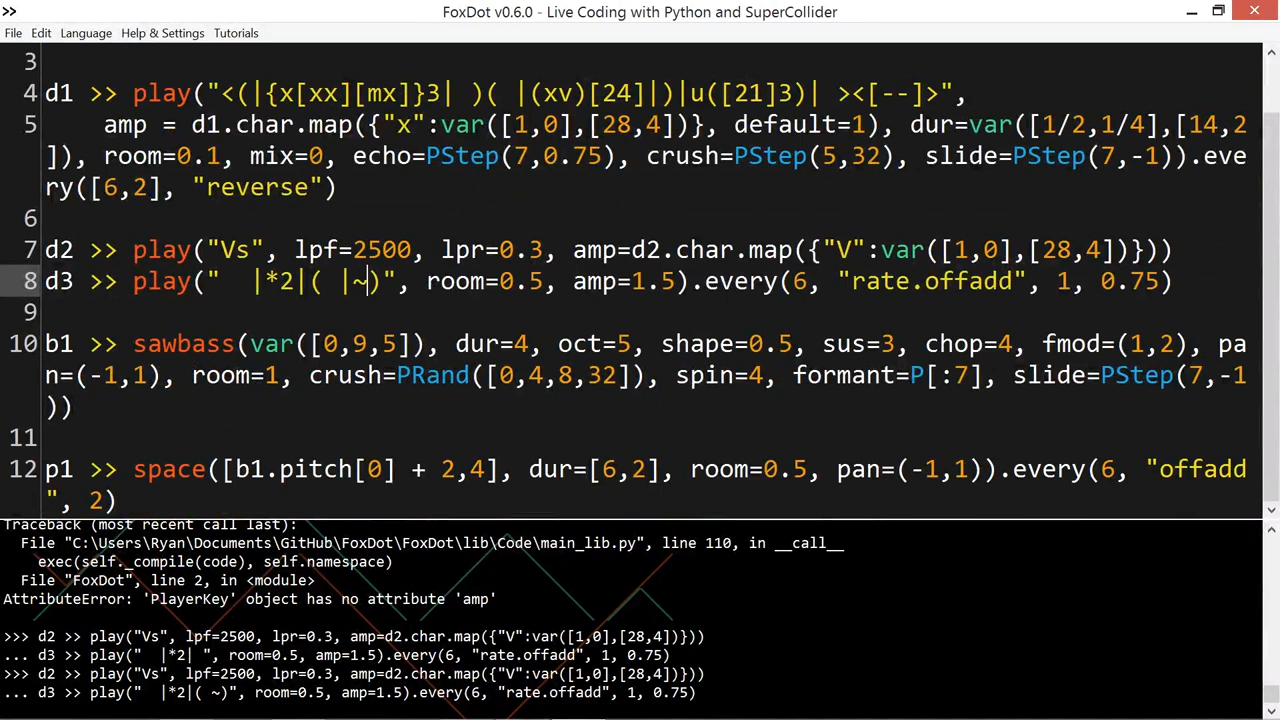 FoxDot v0.6.0 - Live Coding with Python and SuperCollider
File Edit Language Help & Settings Tutorials
3
4 d1 >> play("<(|{x[xx][mx]}3| )( |(xv)[24]|)|u([21]3)| ><[--]>",
5     amp = d1.char.map({"x":var([1,0],[28,4])}, default=1), dur=var([1/2,1/4],[14,2
]), room=0.1, mix=0, echo=PStep(7,0.75), crush=PStep(5,32), slide=PStep(7,-1)).eve
ry([6,2], "reverse")
6
7 d2 >> play("Vs", lpf=2500, lpr=0.3, amp=d2.char.map({"V":var([1,0],[28,4])}))
8 d3 >> play("  |*2|( |~)", room=0.5, amp=1.5).every(6, "rate.offadd", 1, 0.75)
9
10 b1 >> sawbass(var([0,9,5]), dur=4, oct=5, shape=0.5, sus=3, chop=4, fmod=(1,2), pa
n=(-1,1), room=1, crush=PRand([0,4,8,32]), spin=4, formant=P[:7], slide=PStep(7,-1
))
11
12 p1 >> space([b1.pitch[0] + 2,4], dur=[6,2], room=0.5, pan=(-1,1)).every(6, "offadd
", 2)
Traceback (most recent call last):
  File "C:\Users\Ryan\Documents\GitHub\FoxDot\FoxDot\lib\Code\main_lib.py", line 110, in __call__
    exec(self._compile(code), self.namespace)
  File "FoxDot", line 2, in <module>
AttributeError: 'PlayerKey' object has no attribute 'amp'
>>> d2 >> play("Vs", lpf=2500, lpr=0.3, amp=d2.char.map({"V":var([1,0],[28,4])}))
... d3 >> play("  |*2| ", room=0.5, amp=1.5).every(6, "rate.offadd", 1, 0.75)
>>> d2 >> play("Vs", lpf=2500, lpr=0.3, amp=d2.char.map({"V":var([1,0],[28,4])}))
... d3 >> play("  |*2|( ~)", room=0.5, amp=1.5).every(6, "rate.offadd", 1, 0.75)
>>>